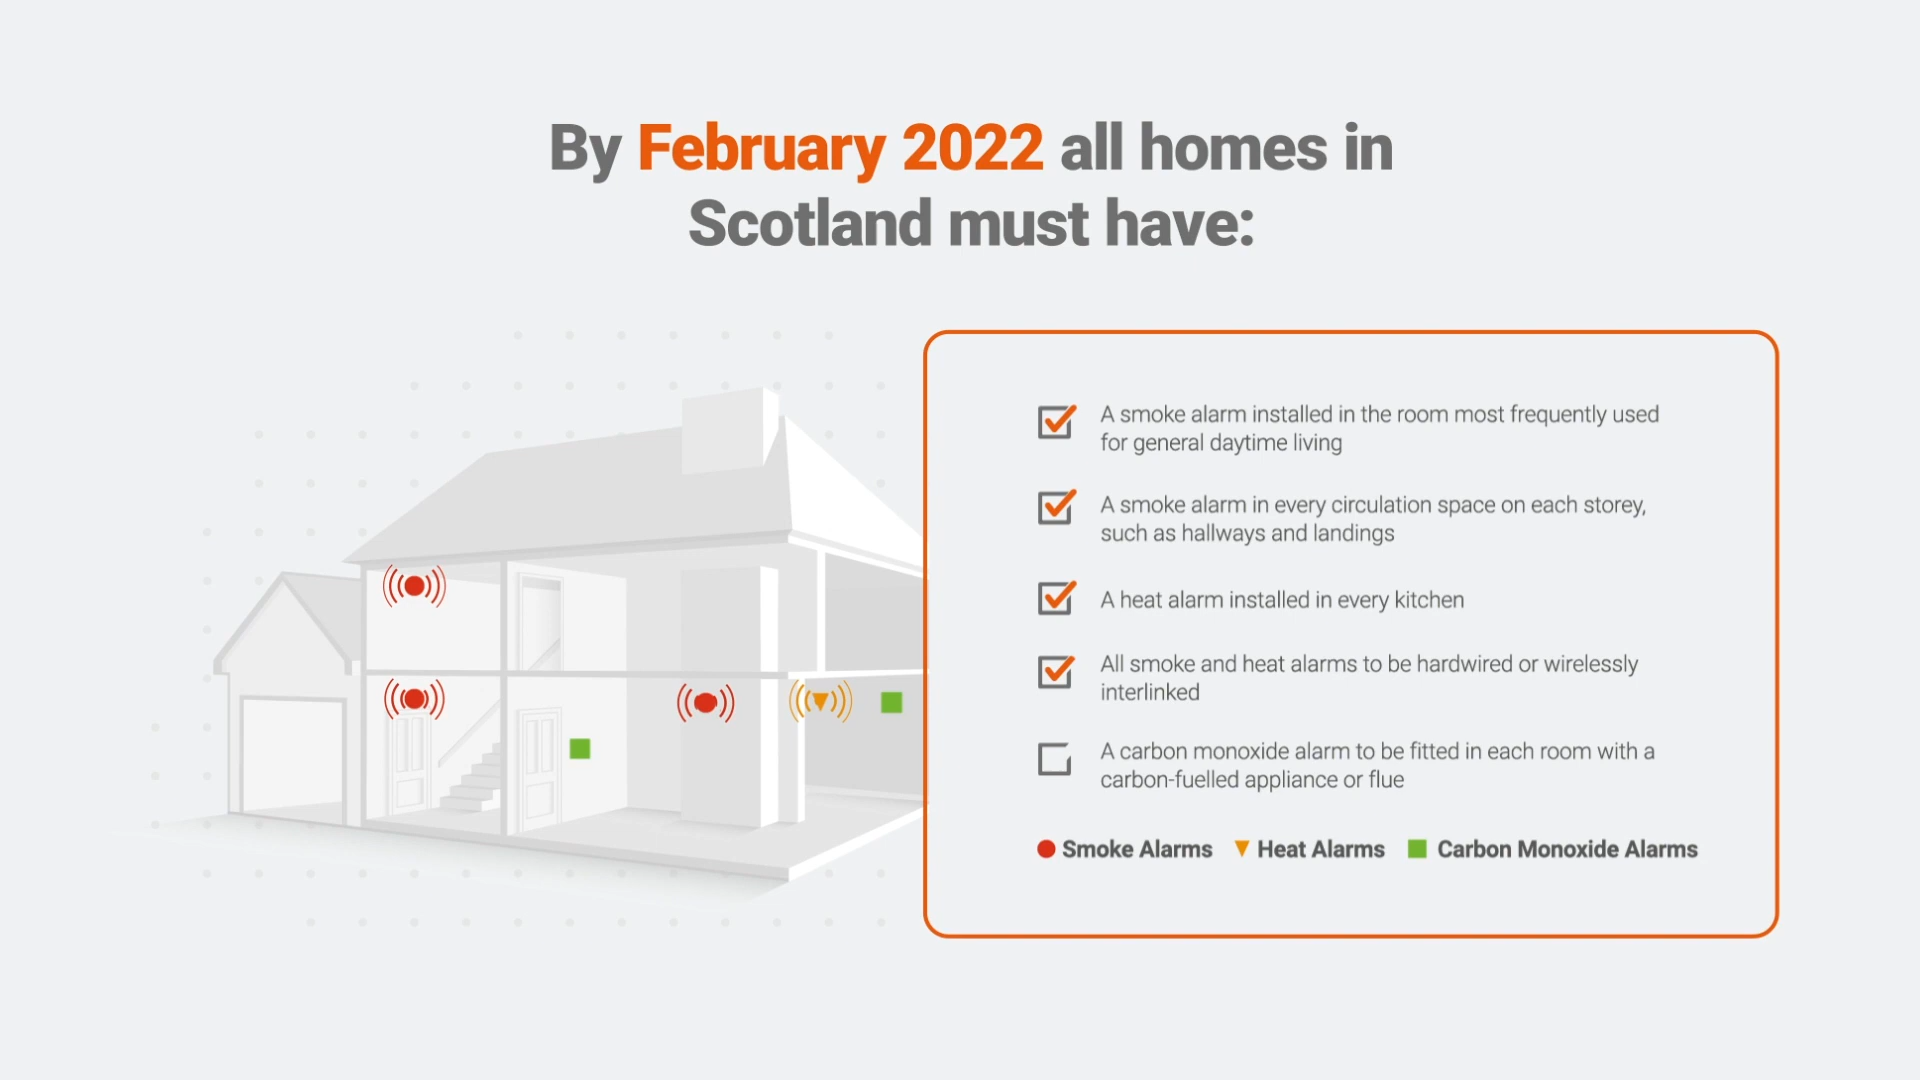 By February 2022 all homes in
Scotland must have:
A smoke alarm installed in the room most frequently used
for general daytime living
A smoke alarm in every circulation space on each storey,
such as hallways and landings
A heat alarm installed in every kitchen
All smoke and heat alarms to be hardwired or wirelessly
interlinked
A carbon monoxide alarm to be fitted in each room with a
carbon-fuelled appliance or flue
Smoke Alarms Heat Alarms Carbon Monoxide Alarms